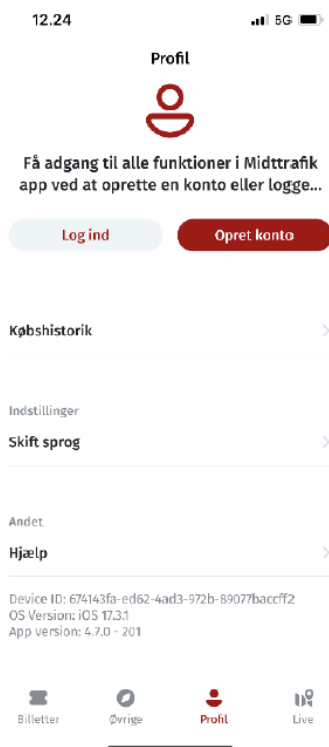 12.24
5G
Profil
Få adgang til alle funktioner i Midttrafik
app ved at oprette en konto eller logge...
Log ind
Opret konto
Købshistorik
Indstillinger
Skift sprog
Andet
Hjælp
Device ID: 674143fa-ed62-4ad3-972b-89077baccff2
OS Version: iOS 17.3.1
App version: 4.7.0 - 201
Billetter
Øvrige
Profil
Live